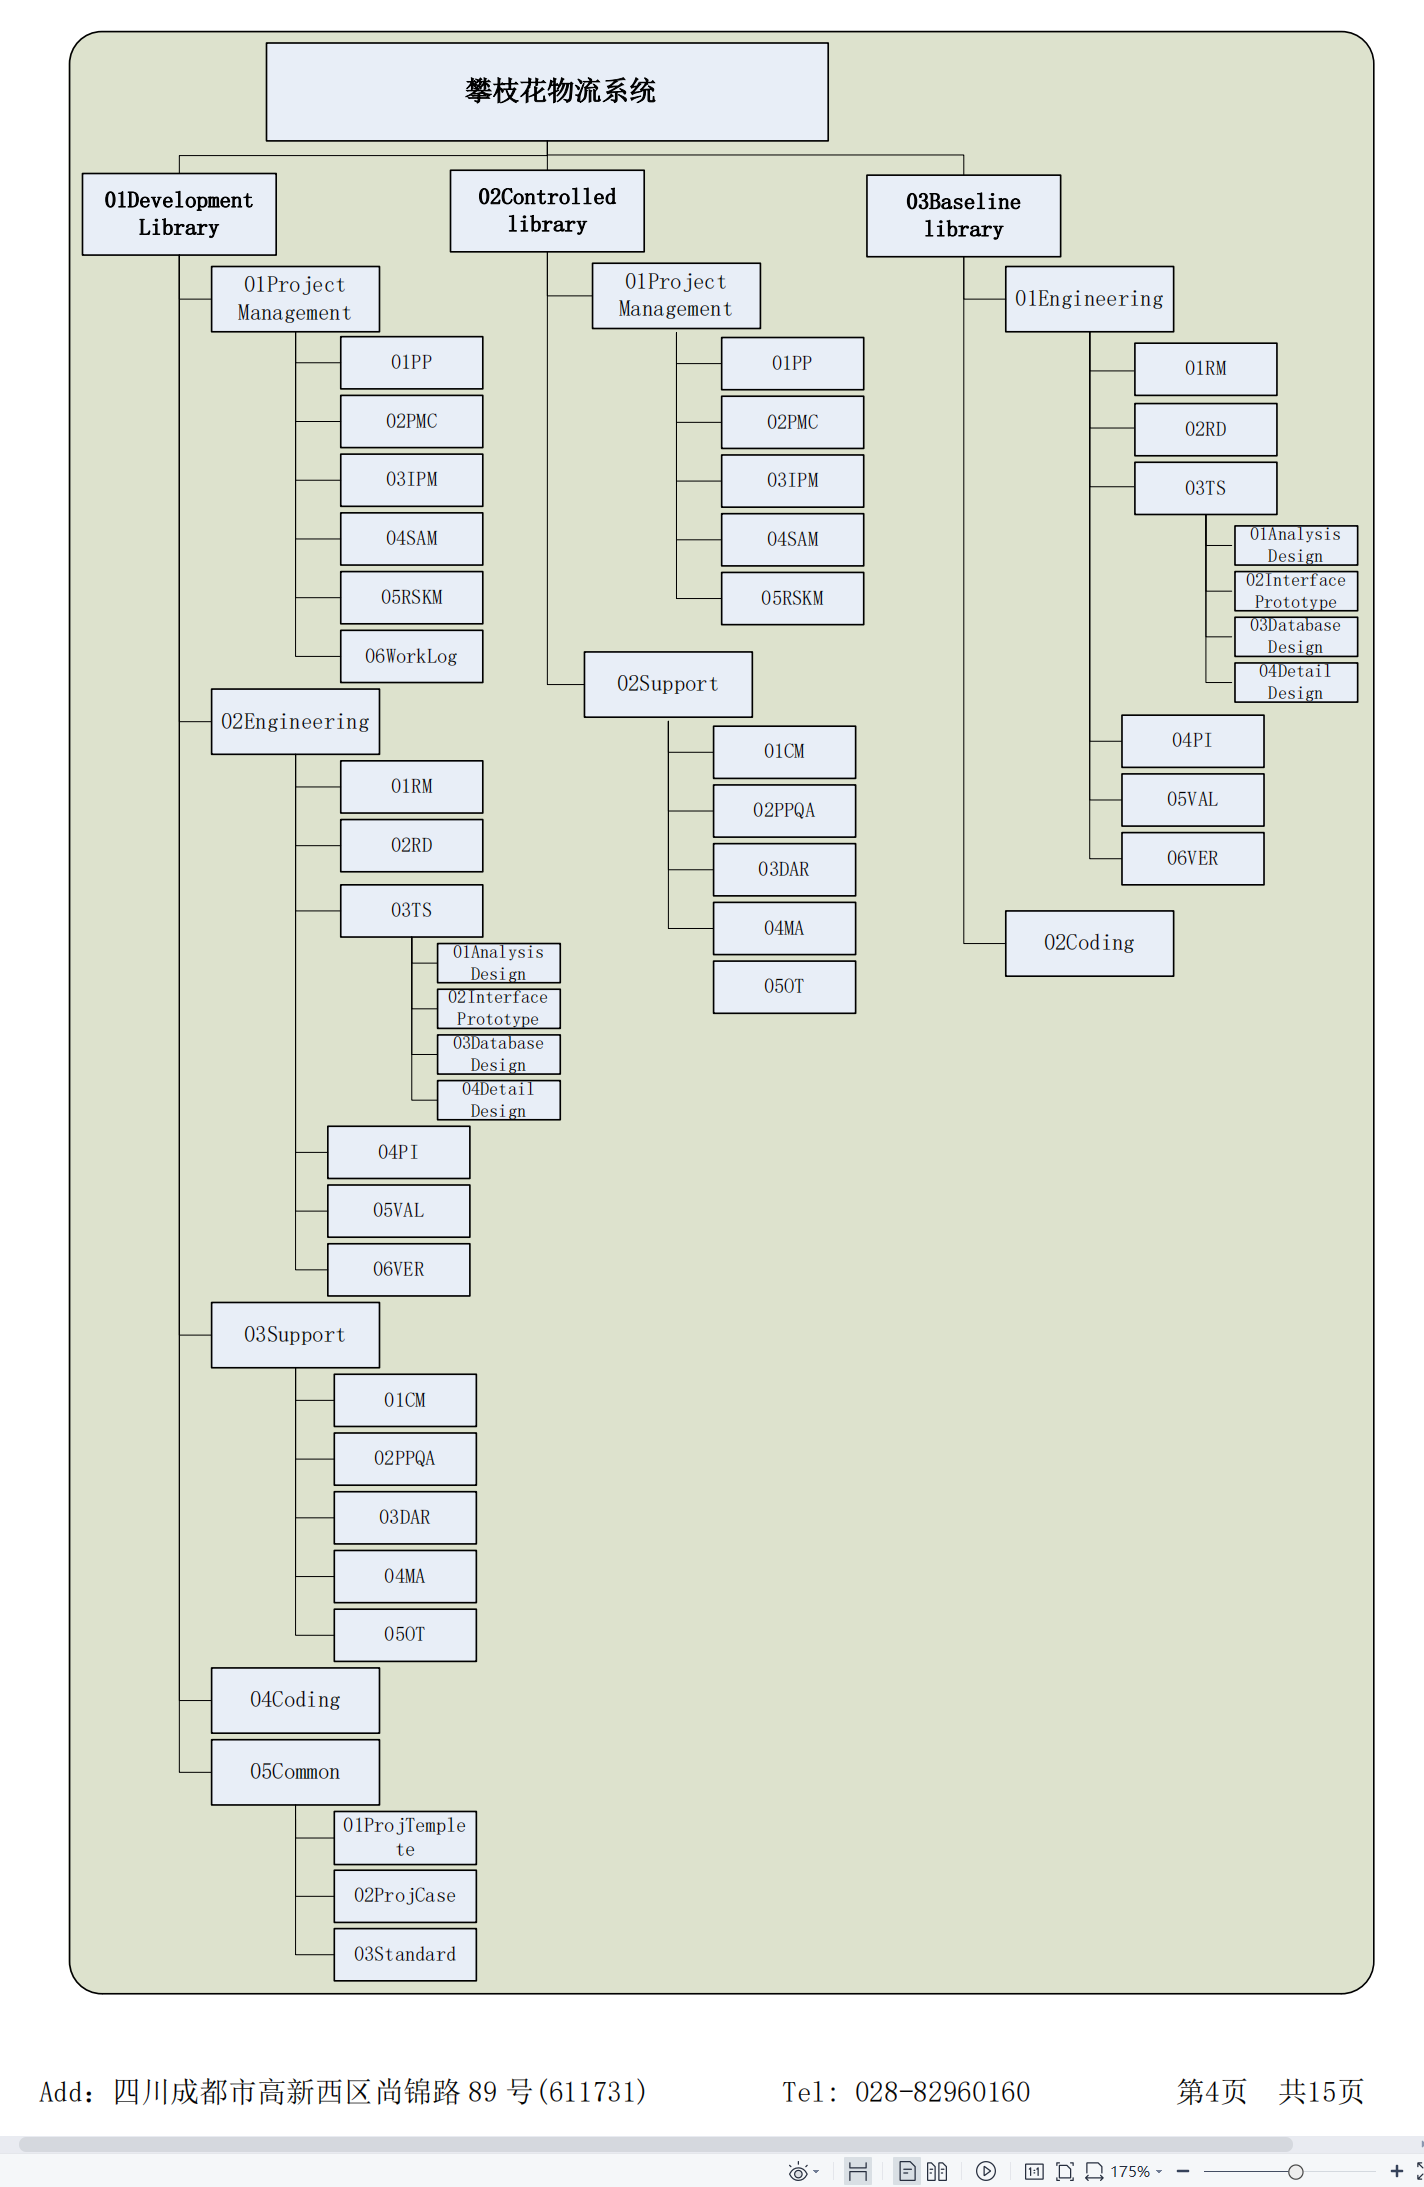 攀枝花物流系统
01Development
Library
01Project
Management
01PP
02PMC
03IPM
04SAM
05RSKM
06WorkLog
02Engineering
01RM
02RD
03TS
01Analysis
Design
02Interface
Prototype
03Database
Design
04Detail
Design
04PI
05VAL
06VER
03Support
01CM
02PPQA
03DAR
04MA
05OT
04Coding
05Common
01ProjTemple
te
02ProjCase
03Standard
02Controlled
library
01Project
Management
01PP
02PMC
03IPM
04SAM
05RSKM
02Support
01CM
02PPQA
03DAR
04MA
05OT
03Baseline
library
01Engineering
01RM
02RD
03TS
01Analysis
Design
02Interface
Prototype
03Database
Design
04Detail
Design
04PI
05VAL
06VER
02Coding
Add：四川成都市高新西区尚锦路 89 号(611731) Tel: 028-82960160 第4页 共15页
1:1 175%